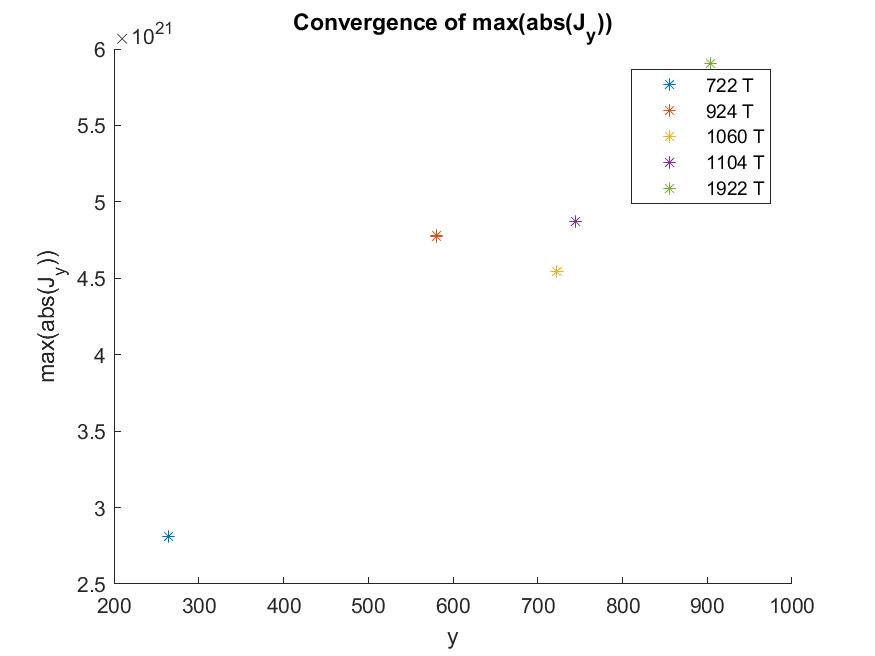 Convergence of max(abs(J_y))
×10^21
6
5.5
5
4.5
4
3.5
3
2.5
max(abs(J_y))
722 T
924 T
1060 T
1104 T
1922 T
200 300 400 500 600 700 800 900 1000
y